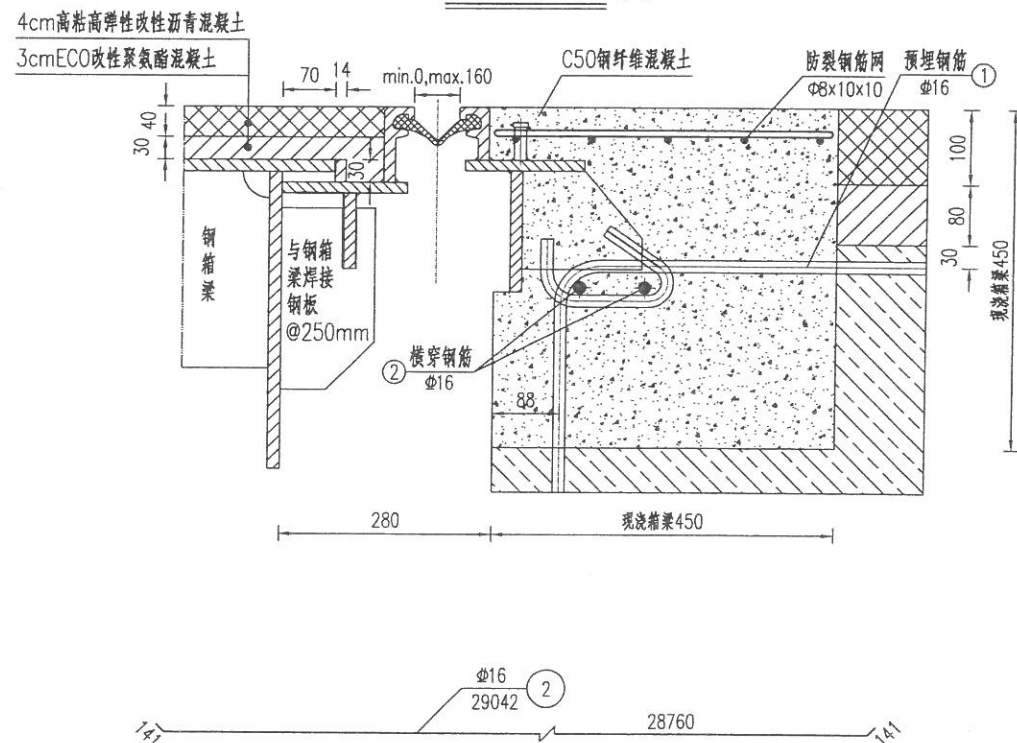 4cm高粘高弹性改性沥青混凝土
3cmECO改性聚氨酯混凝土
70
14
min.0,max.160
C50钢纤维混凝土
防裂钢筋网
Φ8x10x10
预埋钢筋
Φ16
①
40
30
30
100
80
30
现浇箱梁450
钢箱梁
与钢箱
梁焊接
钢板
@250mm
② 横穿钢筋
Φ16
88
280
现浇箱梁450
Φ16
29042
②
141
28760
141